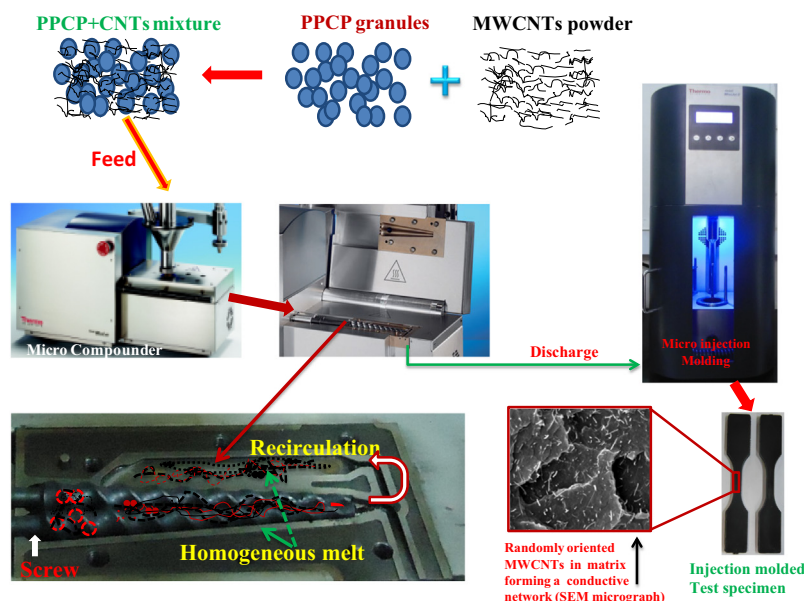 PPCP+CNTs mixture
PPCP granules
MWCNTs powder
Feed
Thermo
Micro Compounder
Discharge
Micro injection
Molding
Recirculation
Homogeneous melt
Screw
Randomly oriented
MWCNTs in matrix
forming a conductive
network (SEM micrograph)
Injection molded
Test specimen